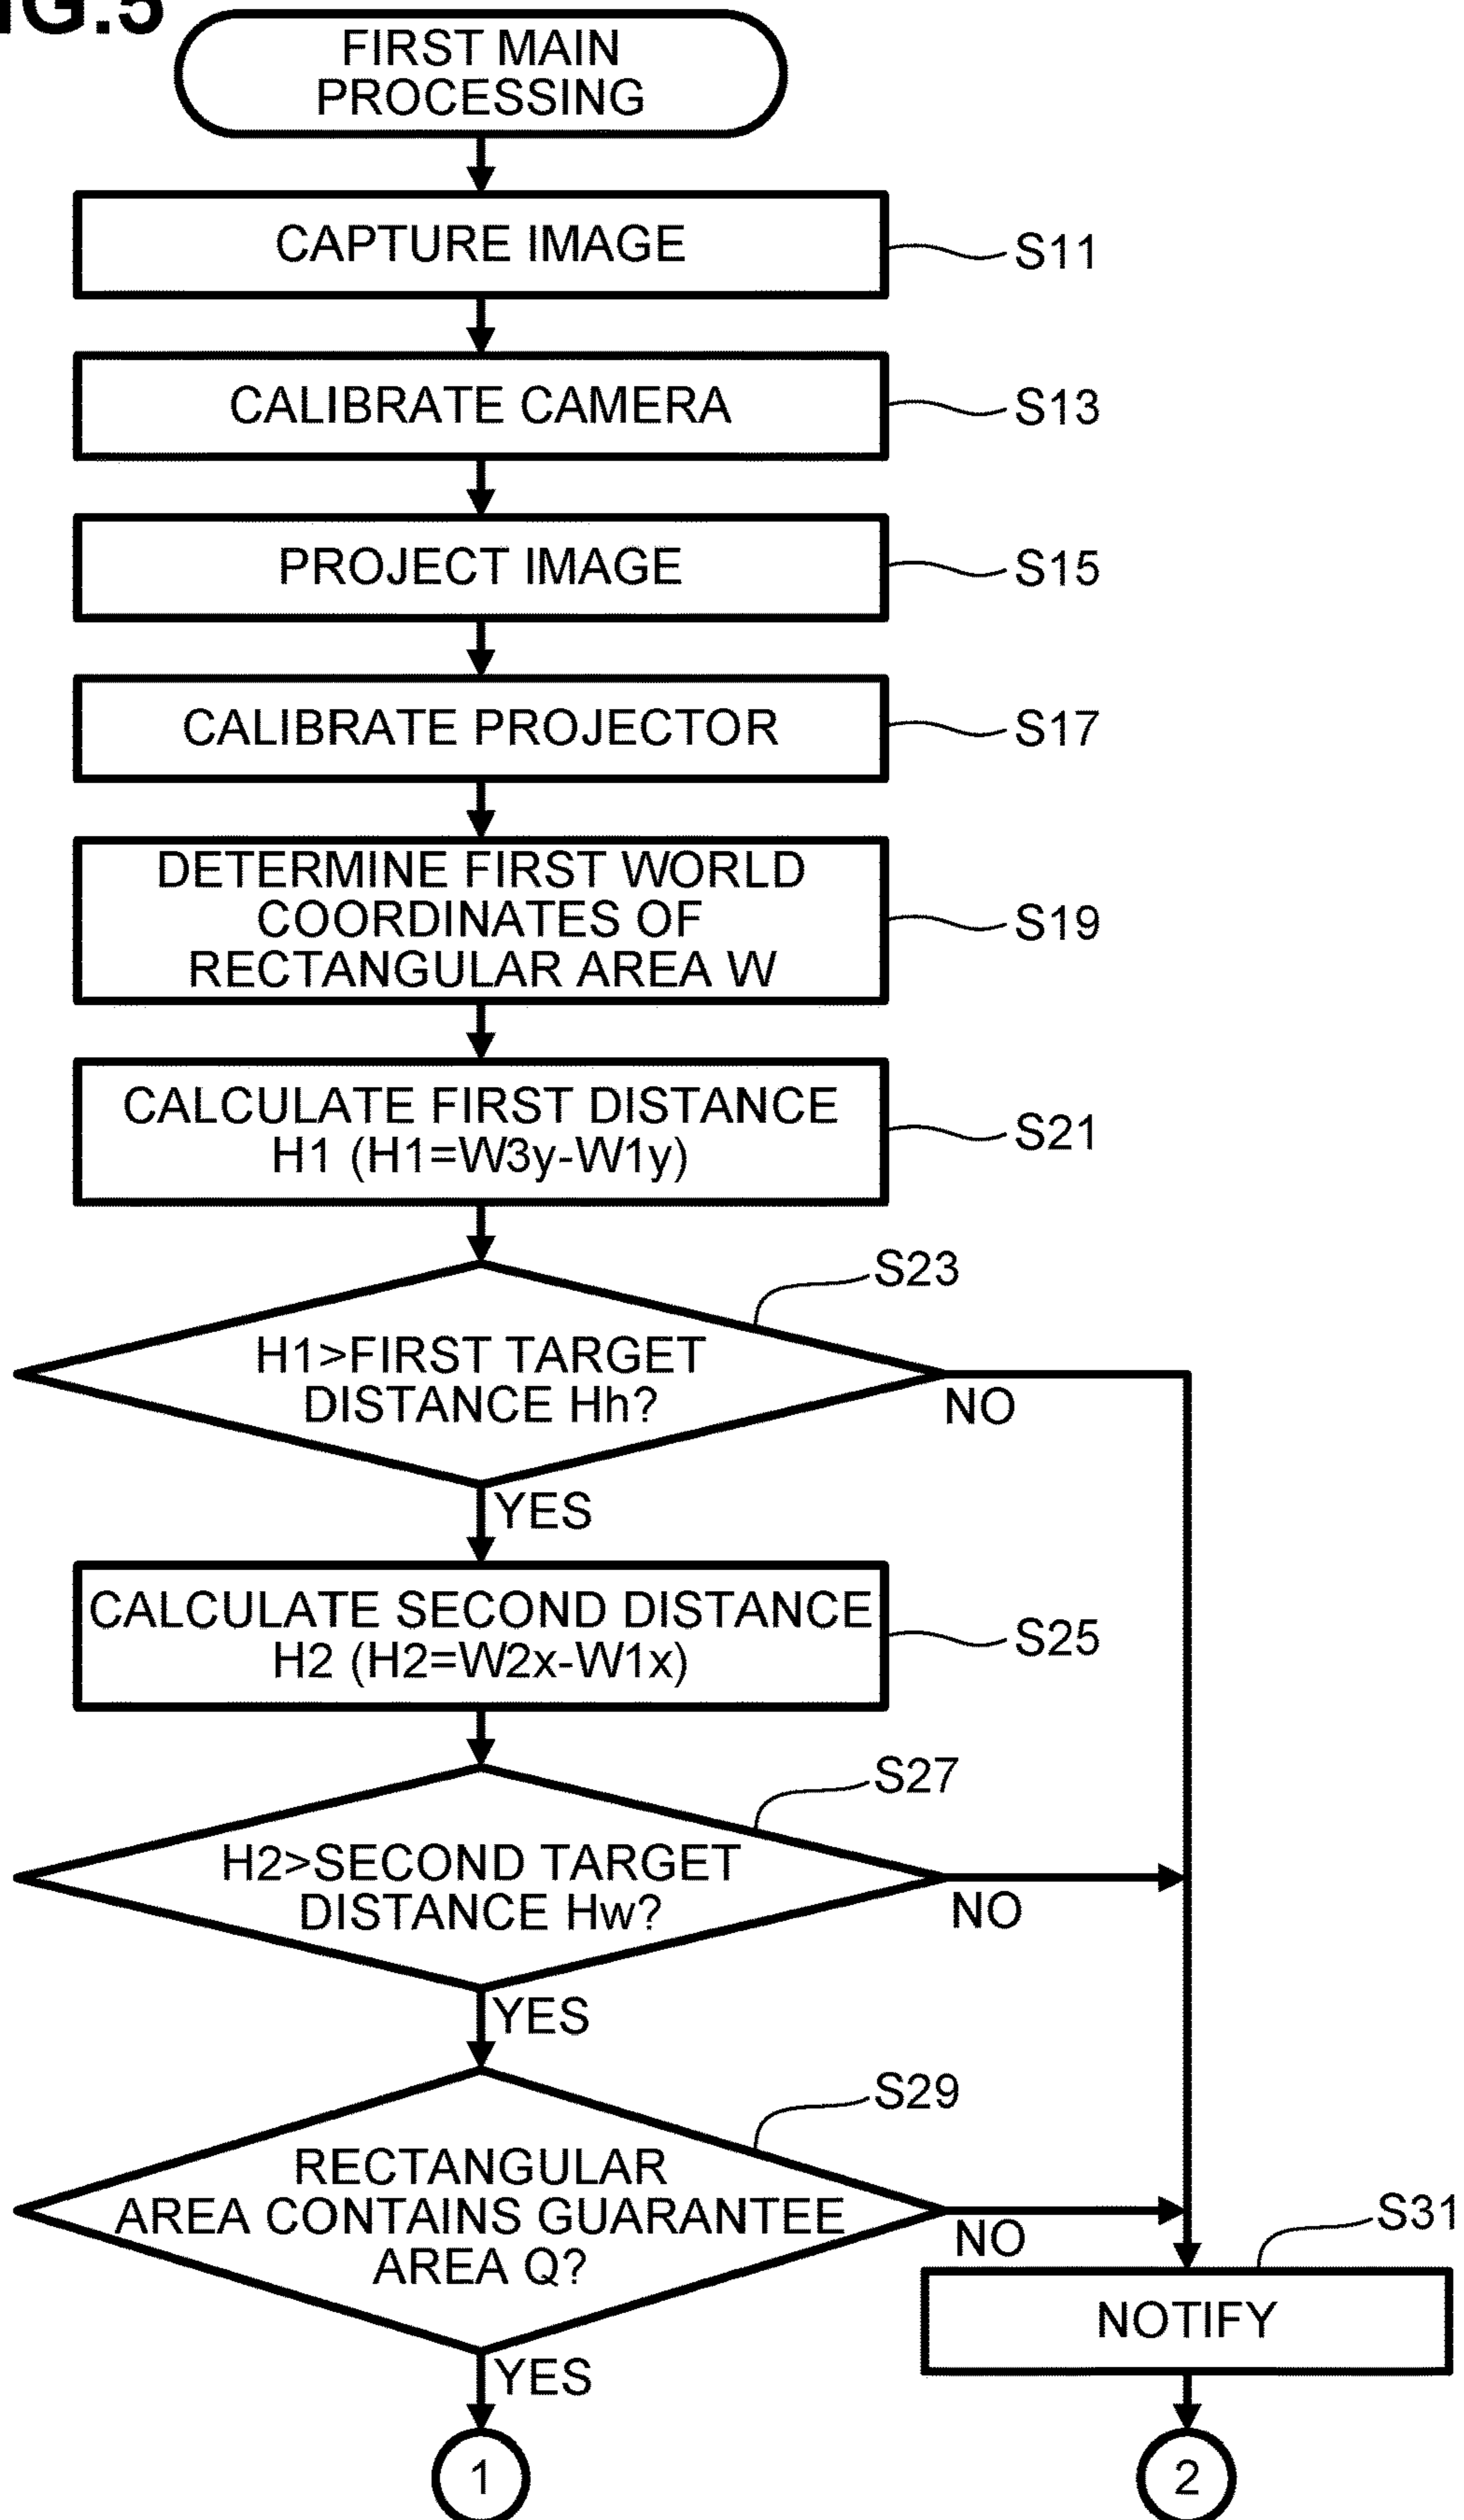 IG.5
FIRST MAIN
PROCESSING
CAPTURE IMAGE
S11
CALIBRATE CAMERA
S13
PROJECT IMAGE
S15
CALIBRATE PROJECTOR
S17
DETERMINE FIRST WORLD
COORDINATES OF
RECTANGULAR AREA W
S19
CALCULATE FIRST DISTANCE
H1 (H1=W3y-W1y)
S21
S23
H1>FIRST TARGET
DISTANCE Hh?
NO
YES
CALCULATE SECOND DISTANCE
H2 (H2=W2x-W1x)
S25
S27
H2>SECOND TARGET
DISTANCE Hw?
NO
YES
S29
RECTANGULAR
AREA CONTAINS GUARANTEE
AREA Q?
NO
S31
NOTIFY
YES
1
2